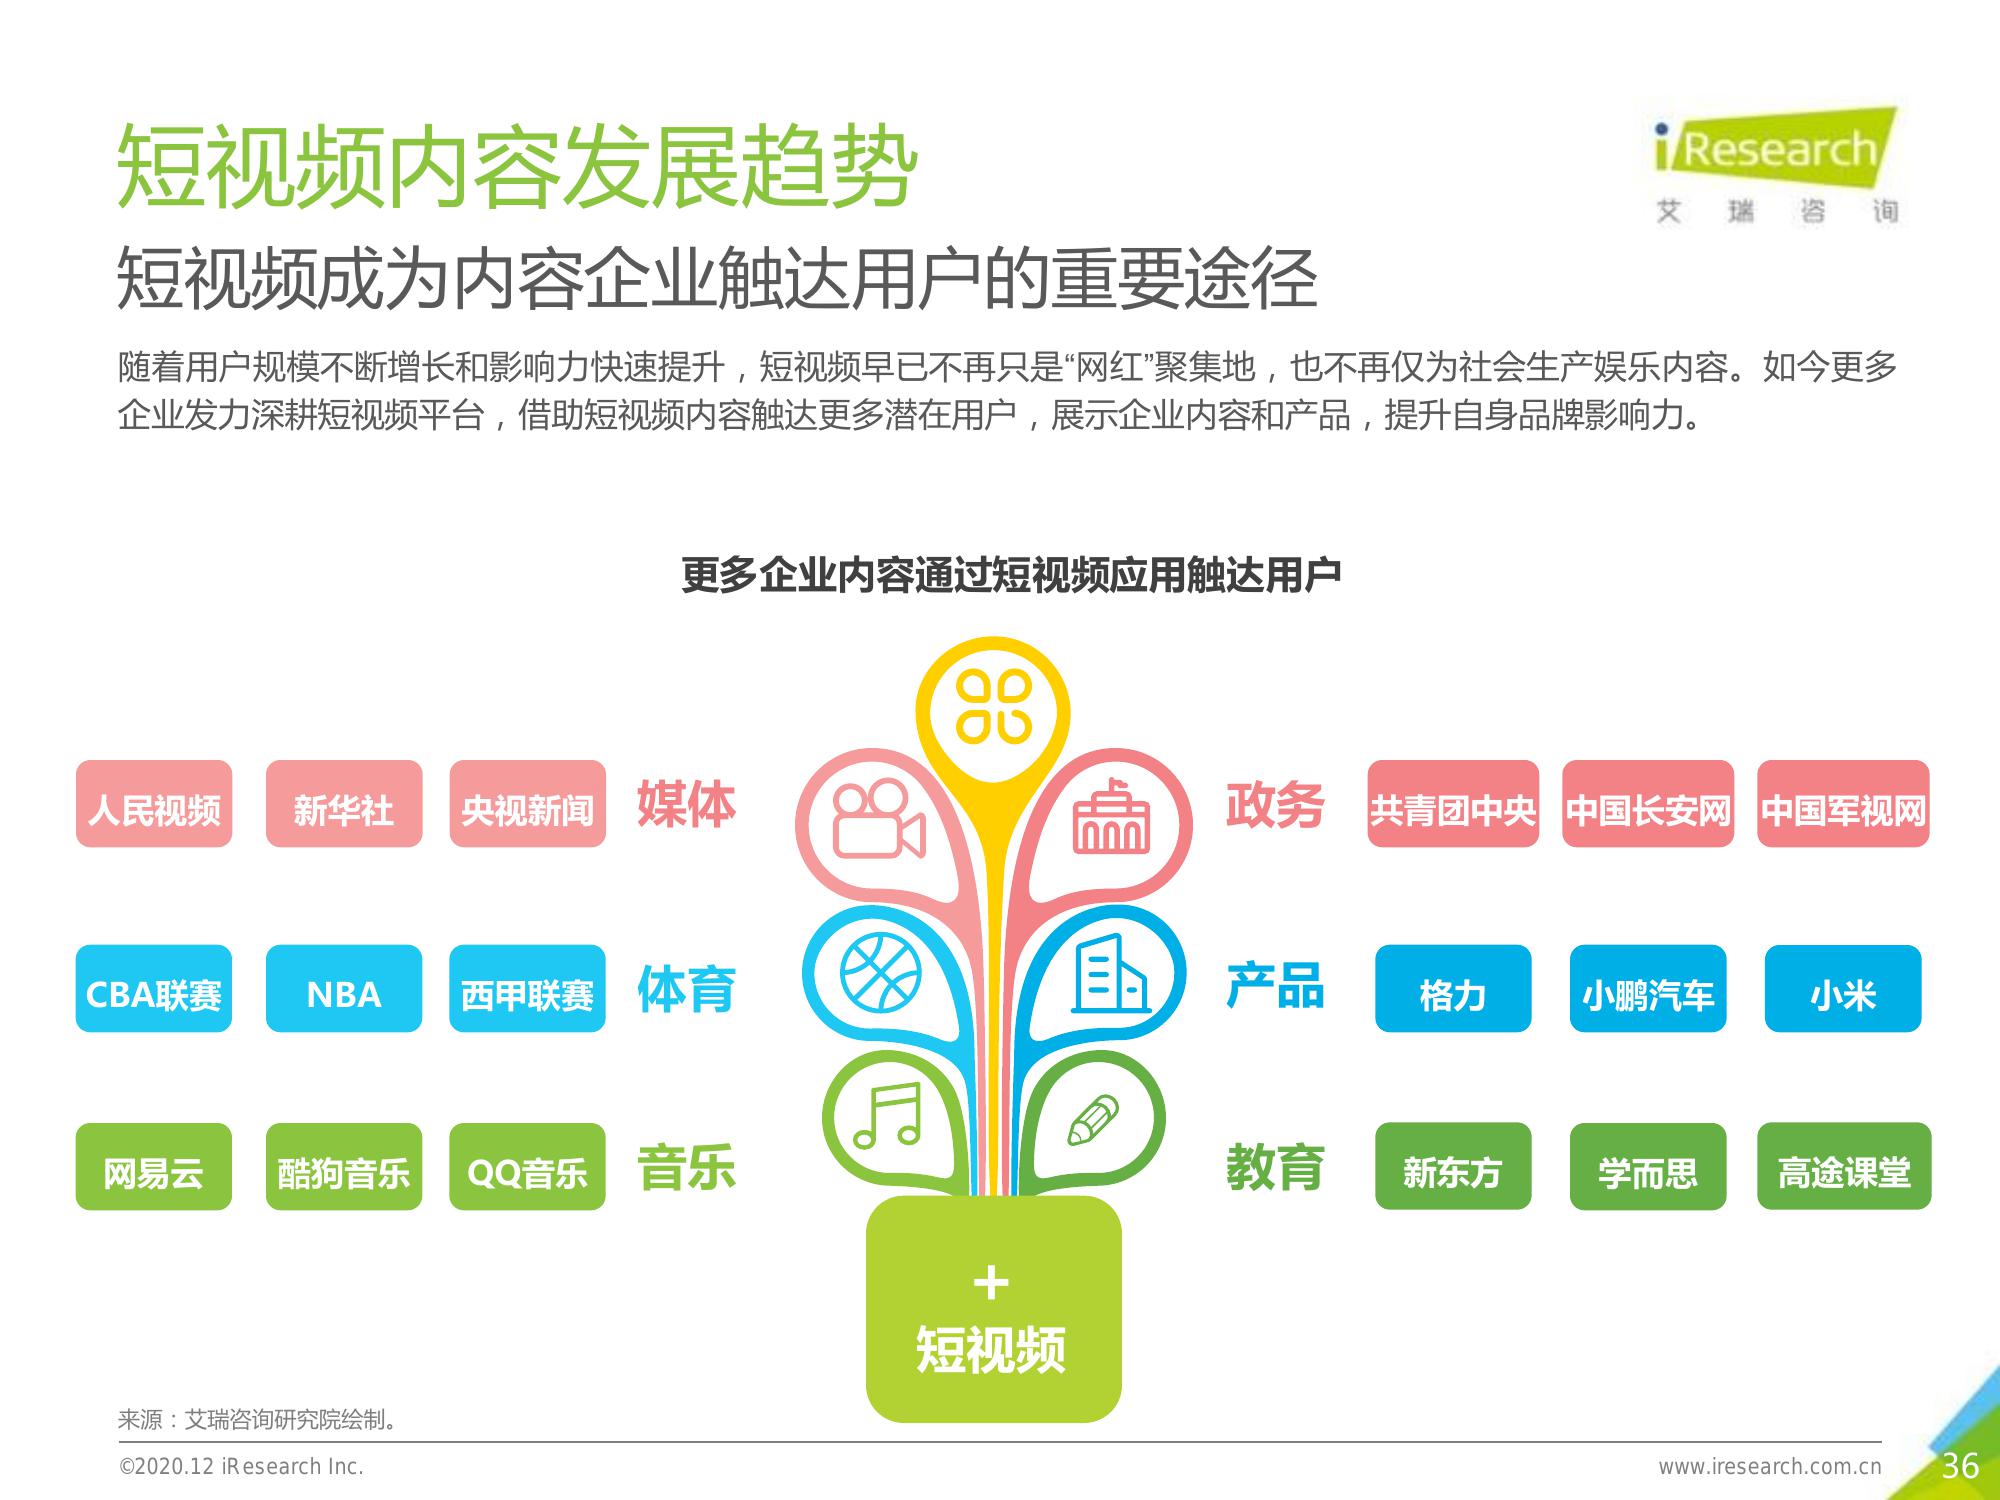 短视频内容发展趋势
iResearch
艾瑞咨询
短视频成为内容企业触达用户的重要途径
随着用户规模不断增长和影响力快速提升，短视频早已不再只是“网红”聚集地，也不再仅为社会生产娱乐内容。如今更多
企业发力深耕短视频平台，借助短视频内容触达更多潜在用户，展示企业内容和产品，提升自身品牌影响力。
更多企业内容通过短视频应用触达用户
人民视频 新华社 央视新闻 媒体 政务 共青团中央 中国长安网 中国军视网
CBA联赛 NBA 西甲联赛 体育 产品 格力 小鹏汽车 小米
网易云 酷狗音乐 QQ音乐 音乐 教育 新东方 学而思 高途课堂
+
短视频
来源：艾瑞咨询研究院绘制。
©2020.12 iResearch Inc. www.iresearch.com.cn 36